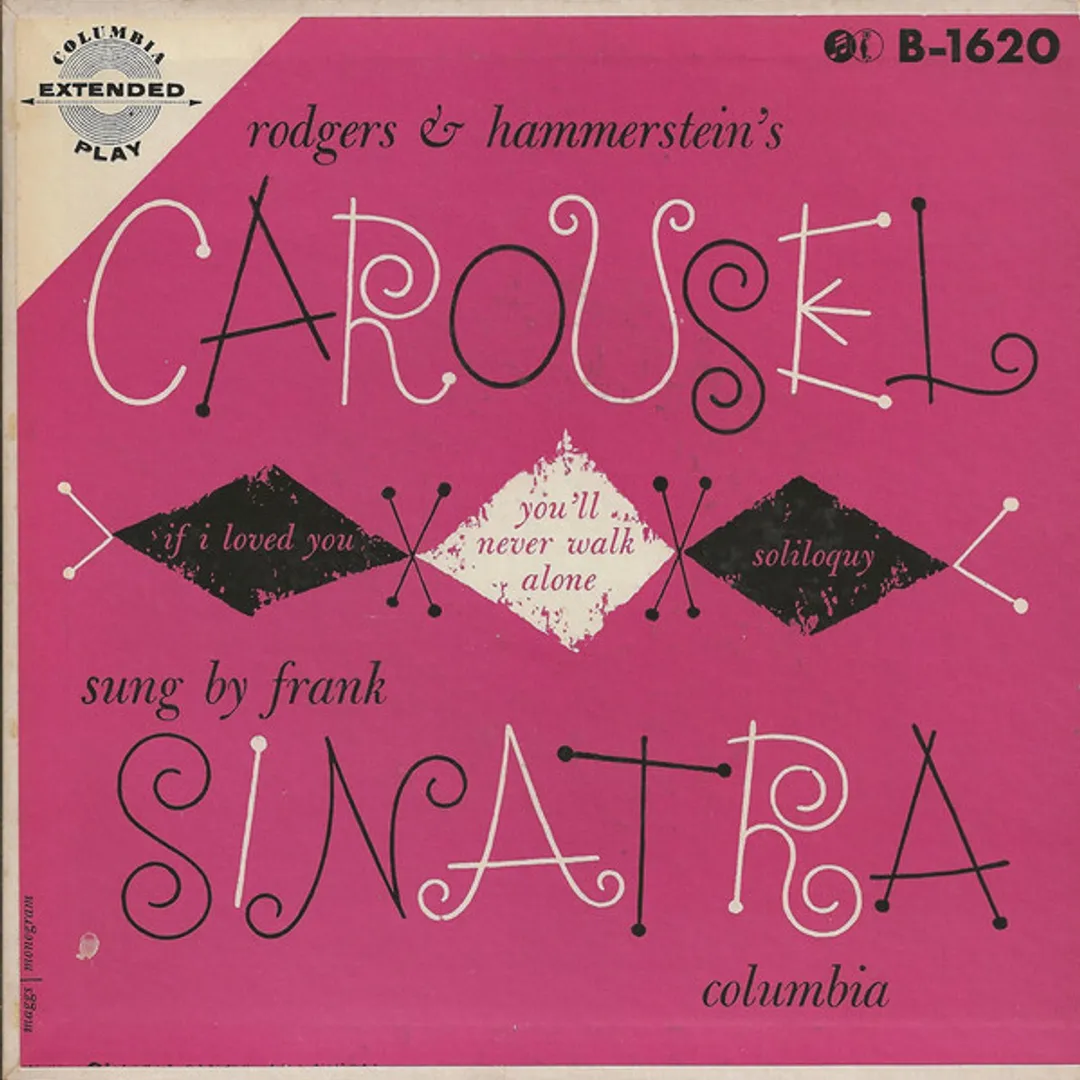 COLUMBIA
EXTENDED
PLAY
B-1620
rodgers & hammerstein's
CAROUSEL
if i loved you
you'll
never walk
alone
soliloquy
sung by frank
SINATRA
columbia
maggs | monogram